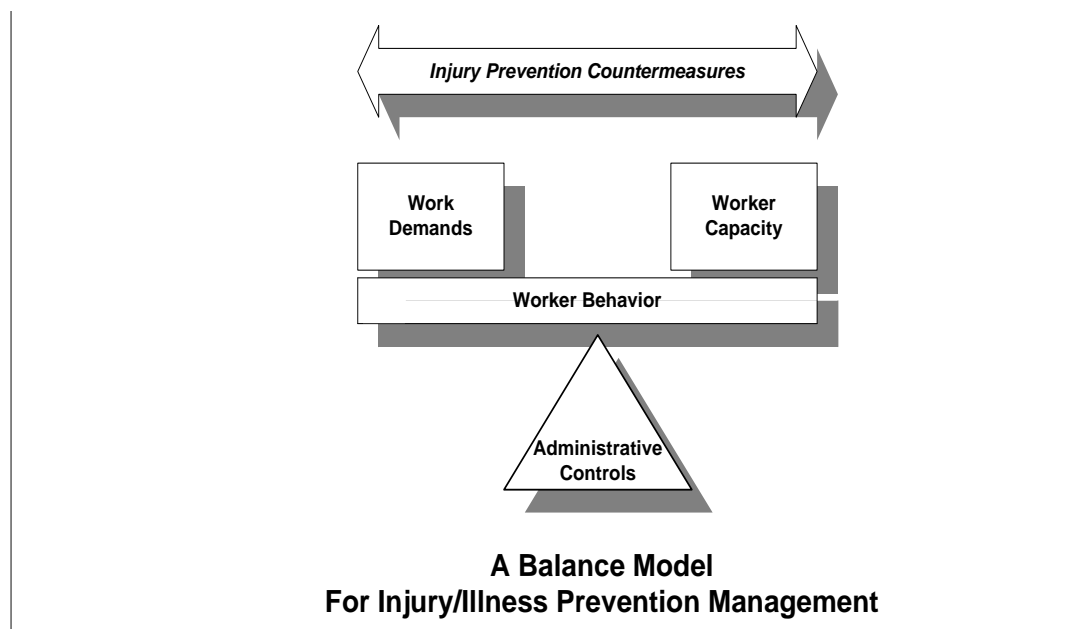 Injury Prevention Countermeasures
Work
Demands
Worker
Capacity
Worker Behavior
Administrative
Controls
A Balance Model
For Injury/Illness Prevention Management